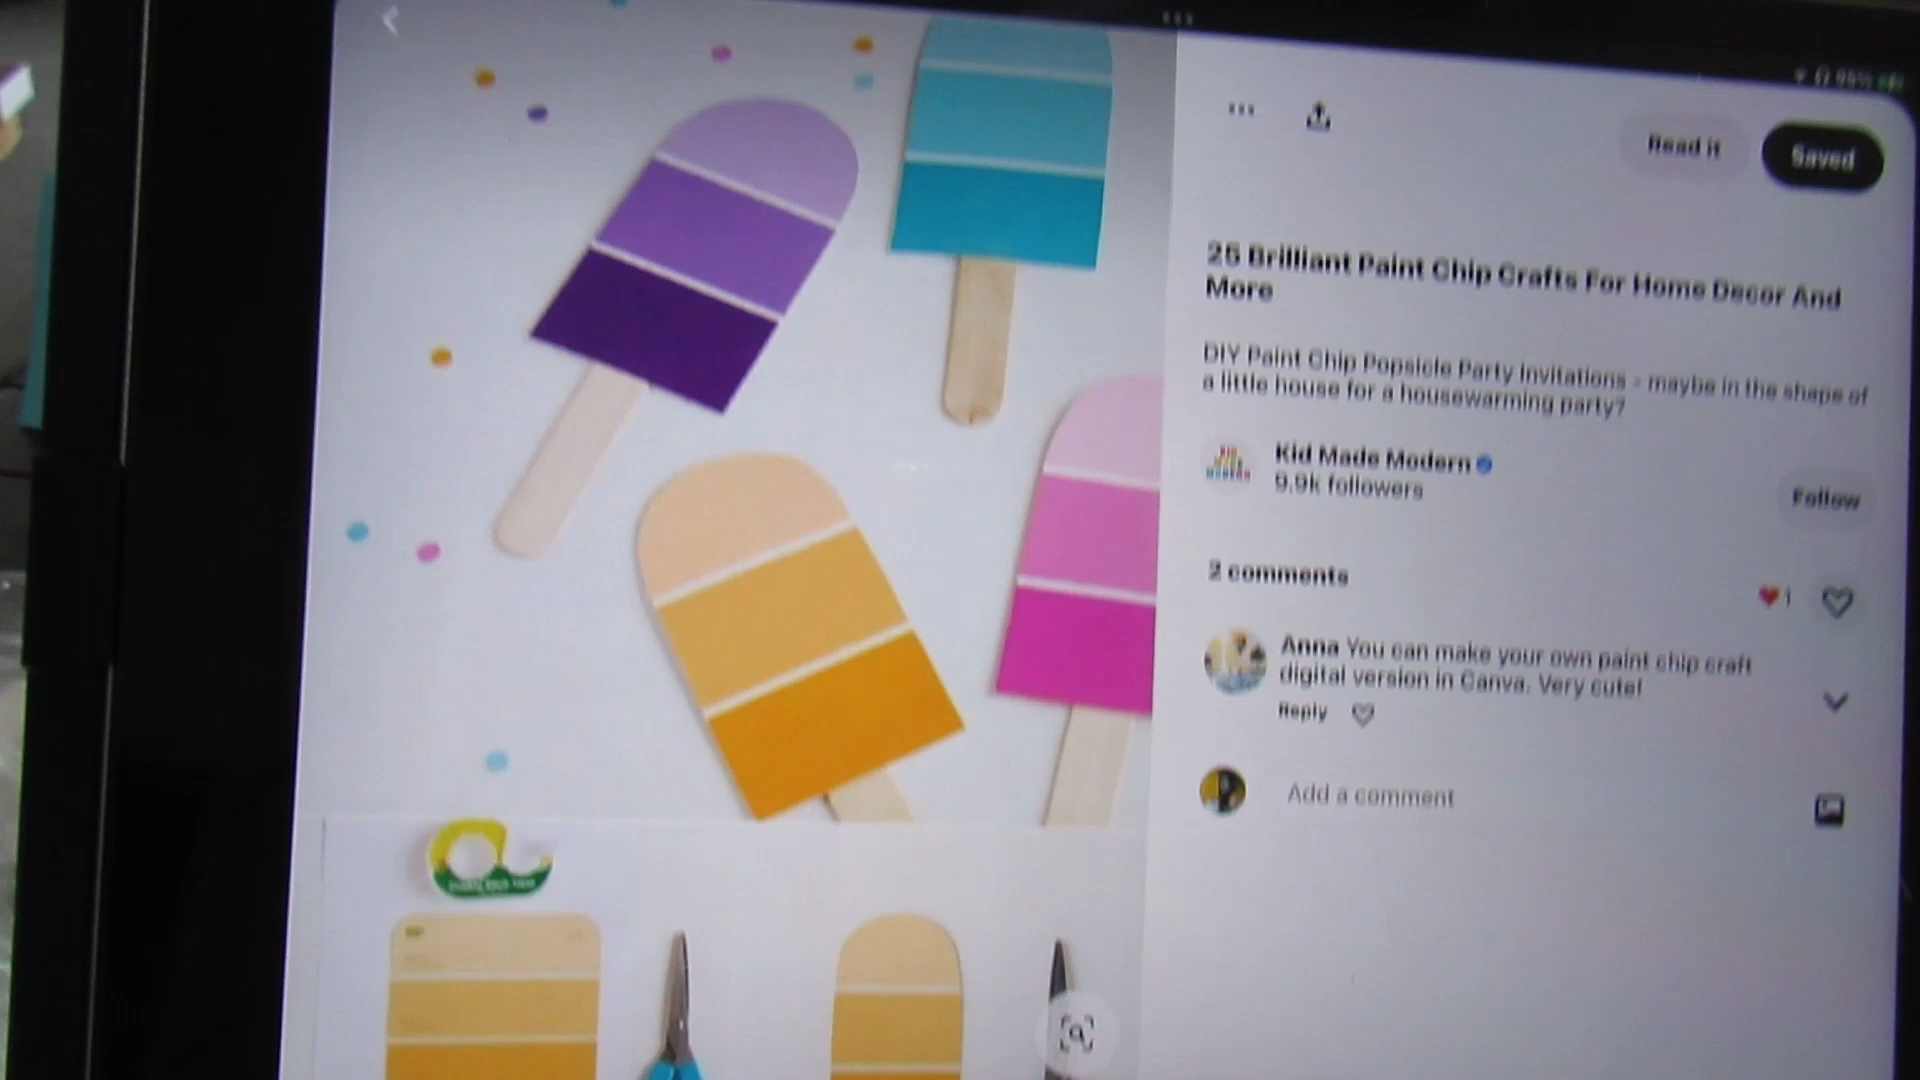 Read it
Saved
25 Brilliant Paint Chip Crafts For Home Decor And
More
DIY Paint Chip Popsicle Party Invitations - maybe in the shape of
a little house for a housewarming party?
Kid Made Modern
9.9k followers
Follow
2 comments
1
Anna You can make your own paint chip craft
digital version in Canva. Very cute!
Reply
Add a comment